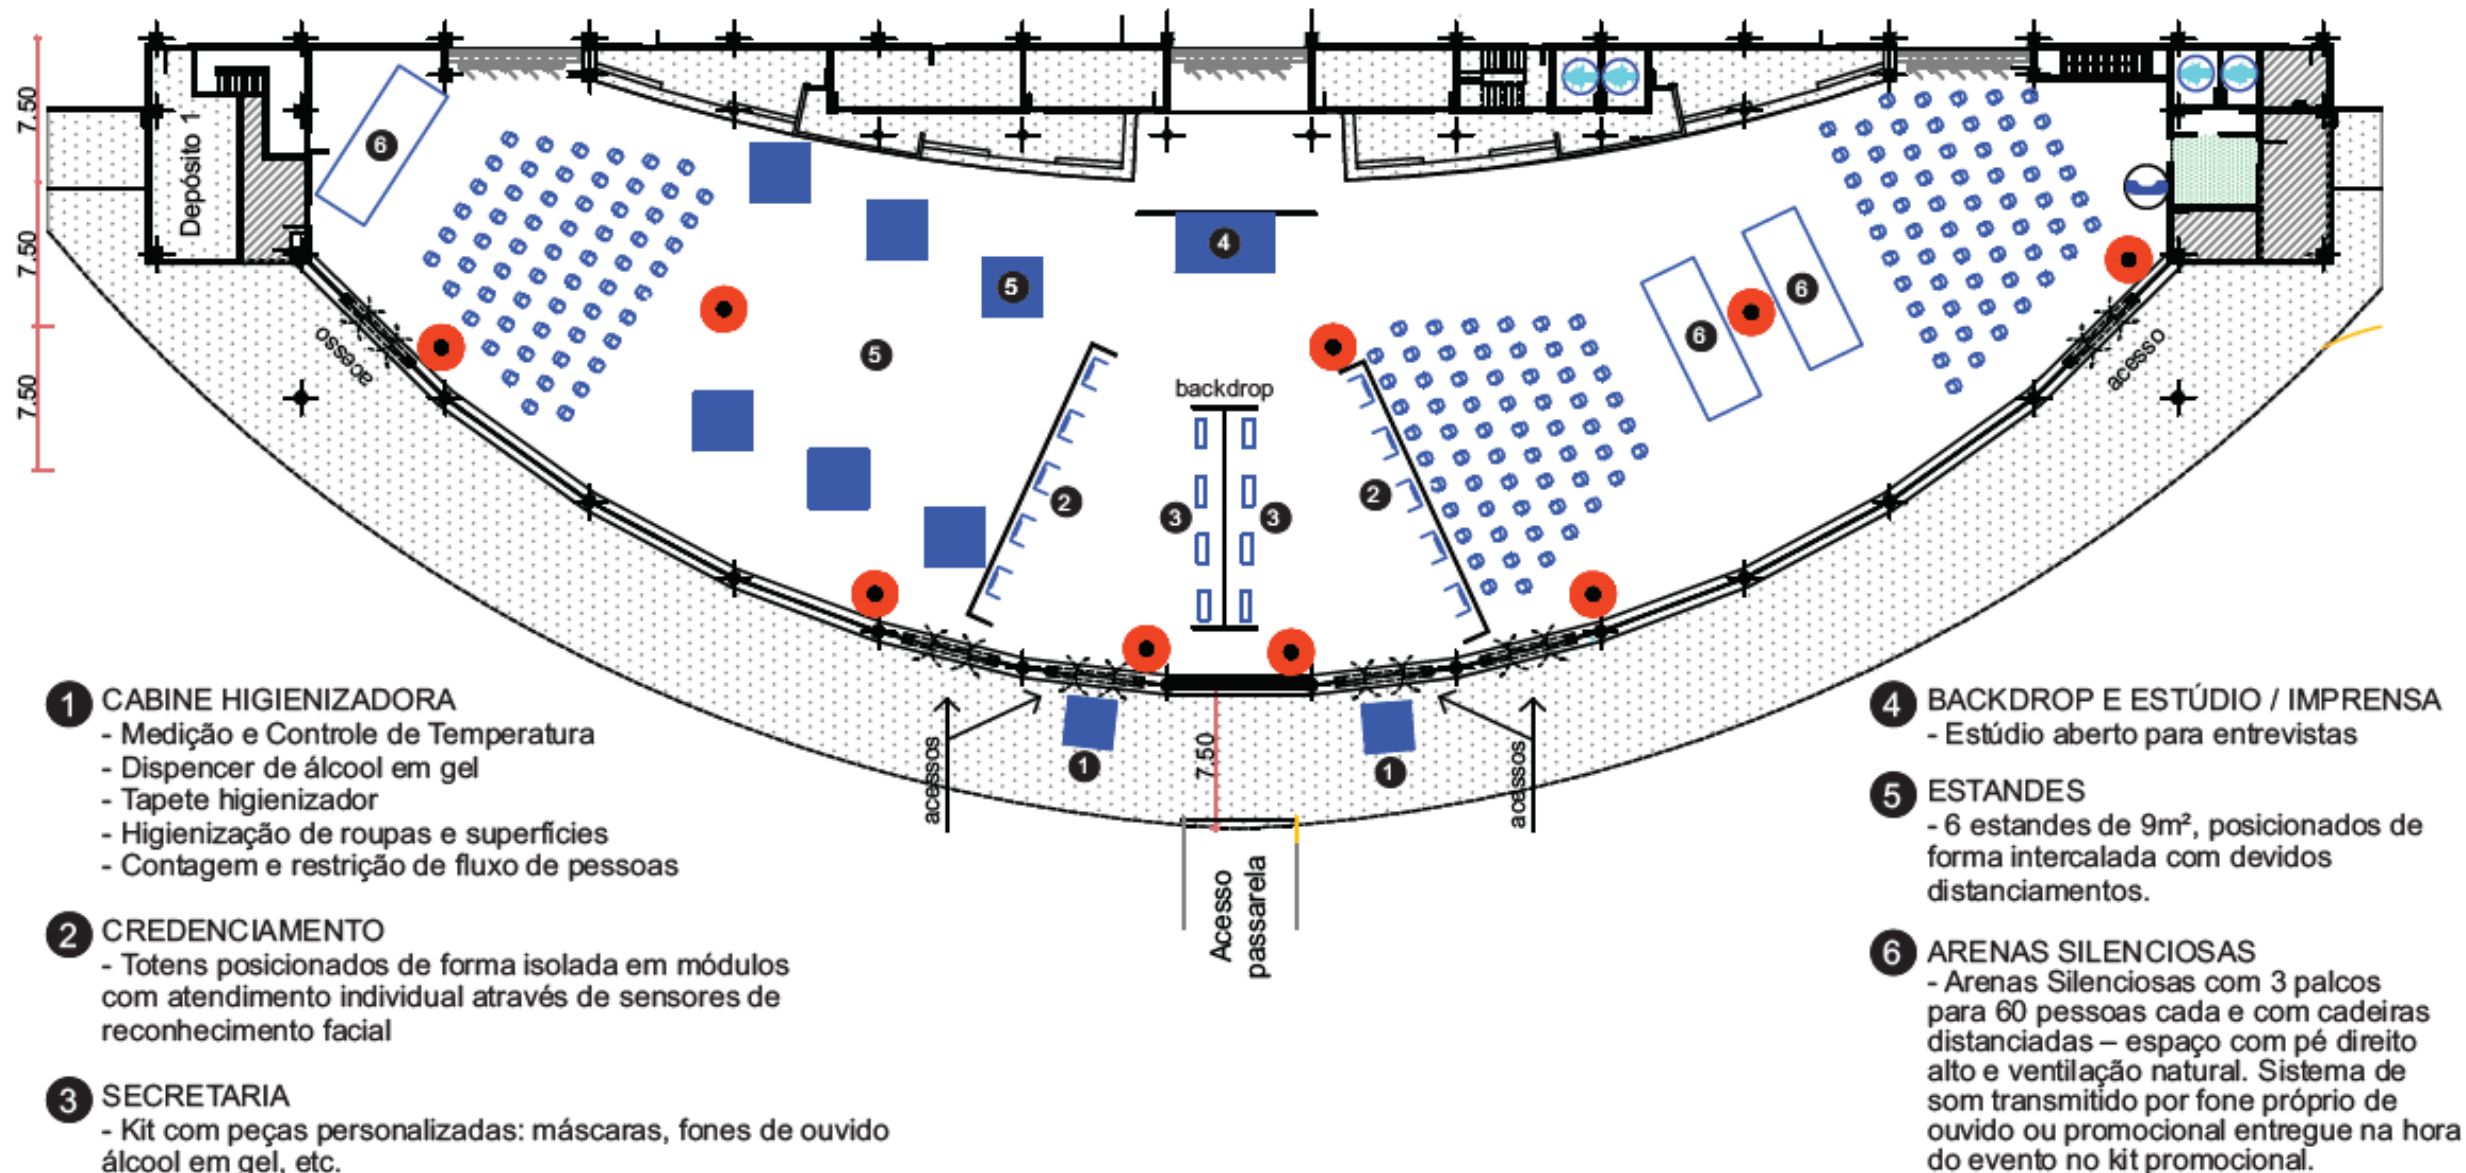 7.50
7.50
7.50
Depósito 1
6
5
4
5
6
6
acesso
acesso
backdrop
2
3
3
2
acessos
1
7.50
1
acessos
Acesso
passarela
1 CABINE HIGIENIZADORA
- Medição e Controle de Temperatura
- Dispencer de álcool em gel
- Tapete higienizador
- Higienização de roupas e superfícies
- Contagem e restrição de fluxo de pessoas
2 CREDENCIAMENTO
- Totens posicionados de forma isolada em módulos
com atendimento individual através de sensores de
reconhecimento facial
3 SECRETARIA
- Kit com peças personalizadas: máscaras, fones de ouvido
álcool em gel, etc.
4 BACKDROP E ESTÚDIO / IMPRENSA
- Estúdio aberto para entrevistas
5 ESTANDES
- 6 estandes de 9m², posicionados de
forma intercalada com devidos
distanciamentos.
6 ARENAS SILENCIOSAS
- Arenas Silenciosas com 3 palcos
para 60 pessoas cada e com cadeiras
distanciadas – espaço com pé direito
alto e ventilação natural. Sistema de
som transmitido por fone próprio de
ouvido ou promocional entregue na hora
do evento no kit promocional.